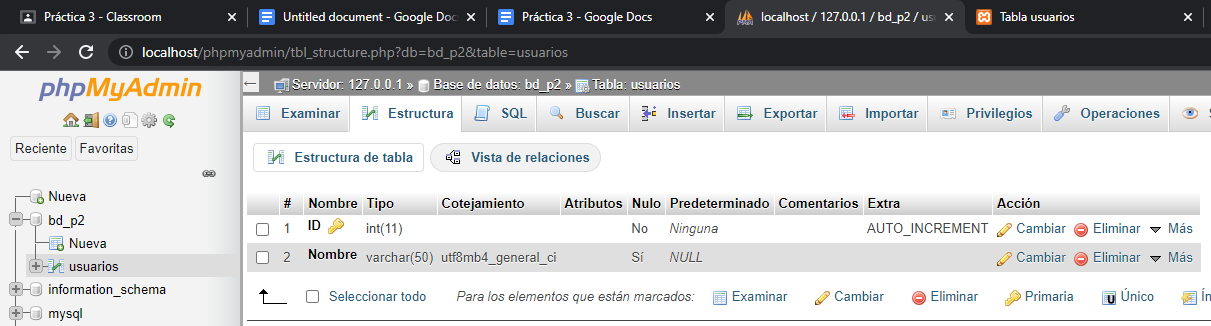 Práctica 3 - Classroom
Untitled document - Google Doc
Práctica 3 - Google Docs
localhost / 127.0.0.1 / bd_p2 / us
Tabla usuarios
localhost/phpmyadmin/tbl_structure.php?db=bd_p2&table=usuarios
phpMyAdmin
Reciente Favoritas
Nueva
bd_p2
Nueva
usuarios
information_schema
mysql
Servidor: 127.0.0.1 » Base de datos: bd_p2 » Tabla: usuarios
Examinar Estructura SQL Buscar Insertar Exportar Importar Privilegios Operaciones S
Estructura de tabla Vista de relaciones
# Nombre Tipo Cotejamiento Atributos Nulo Predeterminado Comentarios Extra Acción
1 ID int(11) No Ninguna AUTO_INCREMENT Cambiar Eliminar Más
2 Nombre varchar(50) utf8mb4_general_ci Sí NULL Cambiar Eliminar Más
Seleccionar todo Para los elementos que están marcados: Examinar Cambiar Eliminar Primaria Único Ín